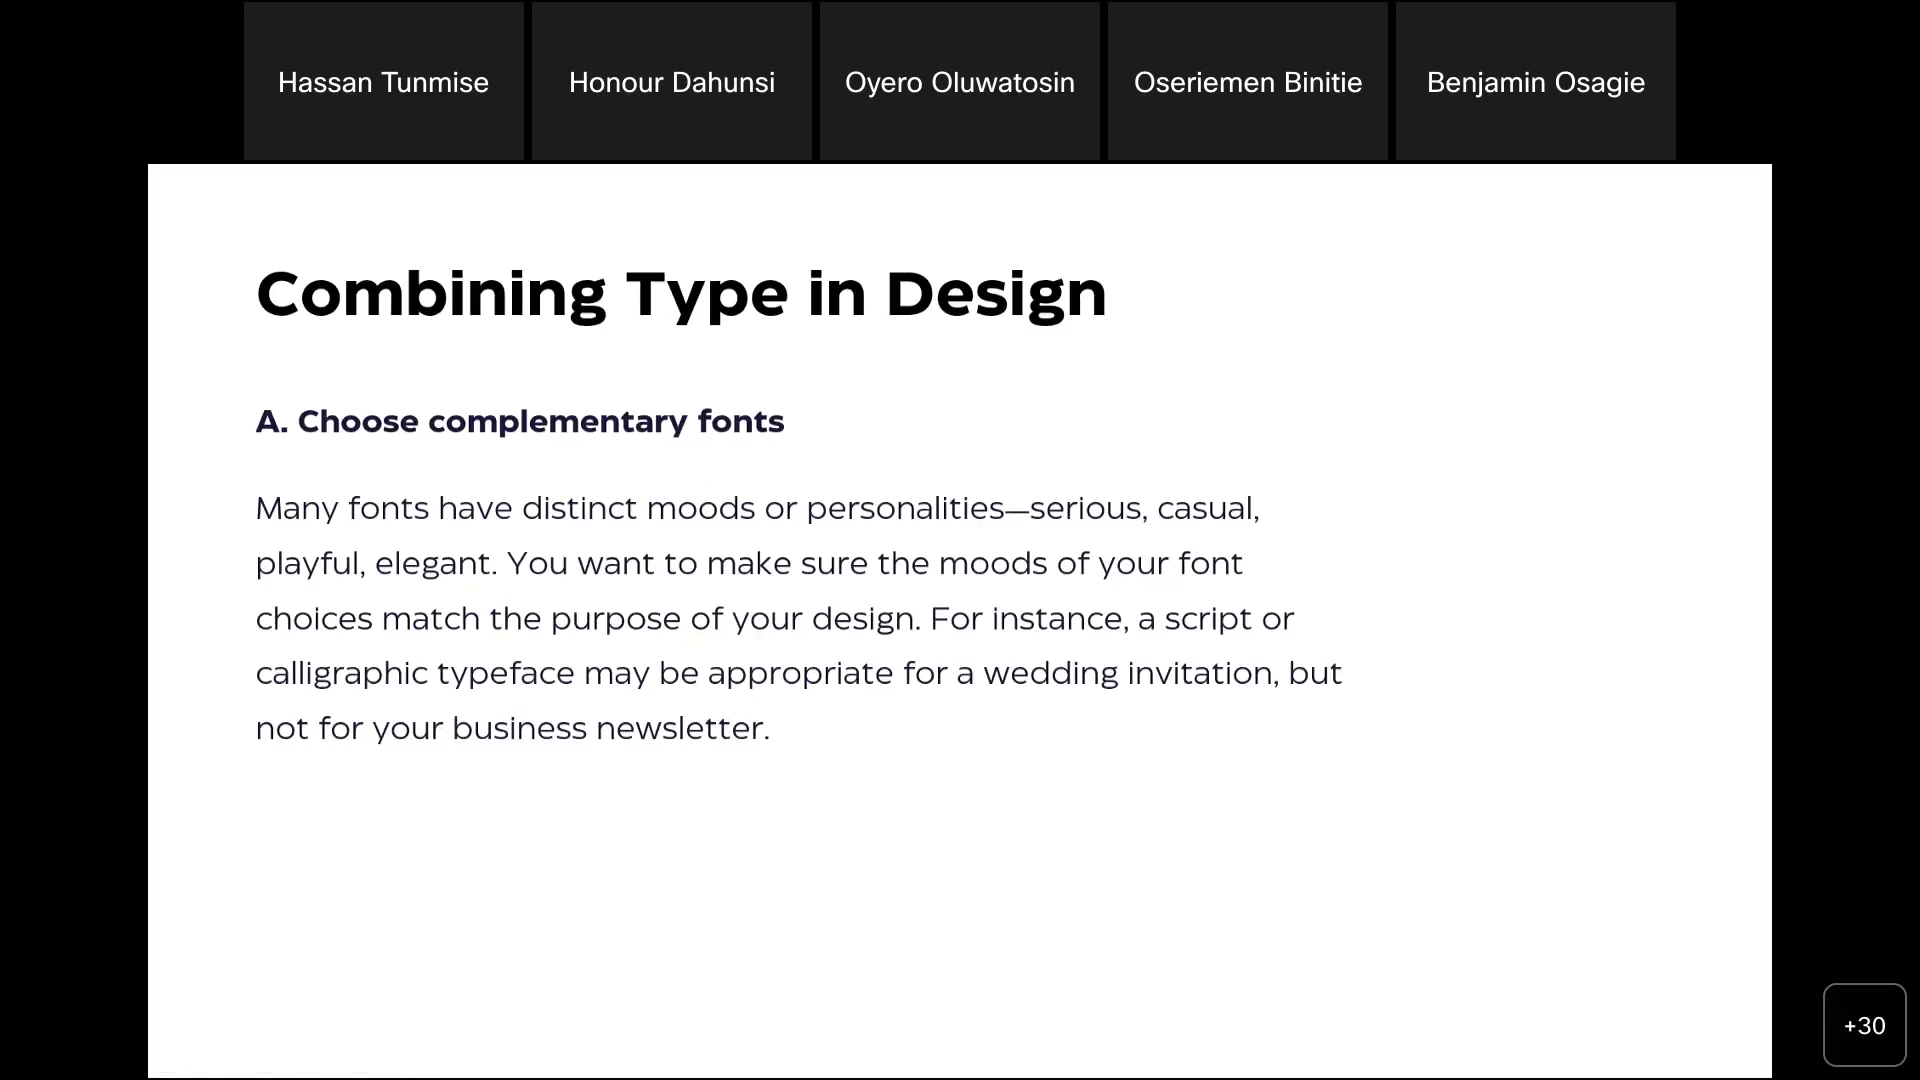 Hassan Tunmise
Honour Dahunsi
Oyero Oluwatosin
Oseriemen Binitie
Benjamin Osagie
Combining Type in Design
A. Choose complementary fonts
Many fonts have distinct moods or personalities—serious, casual,
playful, elegant. You want to make sure the moods of your font
choices match the purpose of your design. For instance, a script or
calligraphic typeface may be appropriate for a wedding invitation, but
not for your business newsletter.
+30